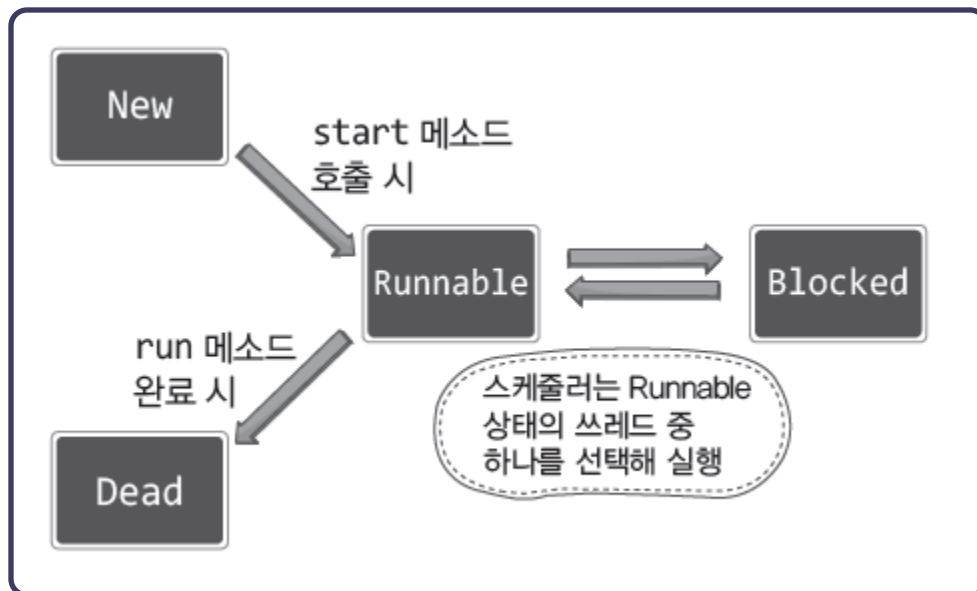 New
start 메소드
호출 시
Runnable
Blocked
run 메소드
완료 시
스케줄러는 Runnable
상태의 쓰레드 중
하나를 선택해 실행
Dead